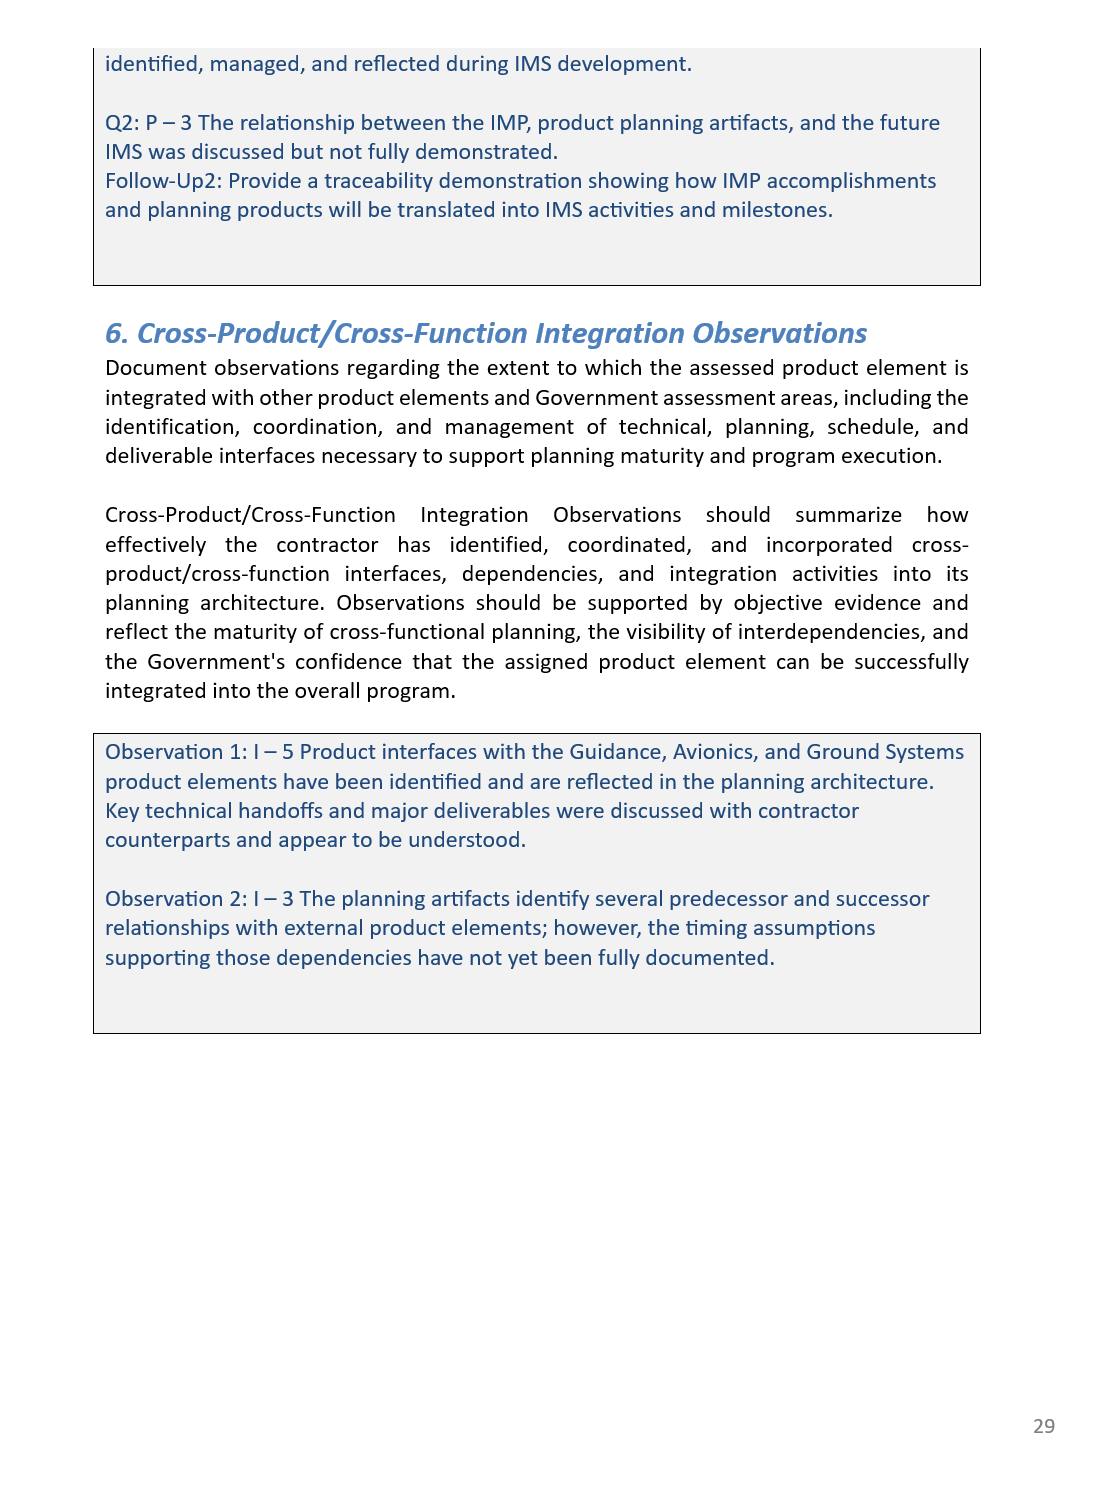 identified, managed, and reflected during IMS development.
Q2: P – 3 The relationship between the IMP, product planning artifacts, and the future
IMS was discussed but not fully demonstrated.
Follow-Up2: Provide a traceability demonstration showing how IMP accomplishments
and planning products will be translated into IMS activities and milestones.
6. Cross-Product/Cross-Function Integration Observations
Document observations regarding the extent to which the assessed product element is
integrated with other product elements and Government assessment areas, including the
identification, coordination, and management of technical, planning, schedule, and
deliverable interfaces necessary to support planning maturity and program execution.
Cross-Product/Cross-Function Integration Observations should summarize how
effectively the contractor has identified, coordinated, and incorporated cross-
product/cross-function interfaces, dependencies, and integration activities into its
planning architecture. Observations should be supported by objective evidence and
reflect the maturity of cross-functional planning, the visibility of interdependencies, and
the Government's confidence that the assigned product element can be successfully
integrated into the overall program.
Observation 1: I – 5 Product interfaces with the Guidance, Avionics, and Ground Systems
product elements have been identified and are reflected in the planning architecture.
Key technical handoffs and major deliverables were discussed with contractor
counterparts and appear to be understood.
Observation 2: I – 3 The planning artifacts identify several predecessor and successor
relationships with external product elements; however, the timing assumptions
supporting those dependencies have not yet been fully documented.
29